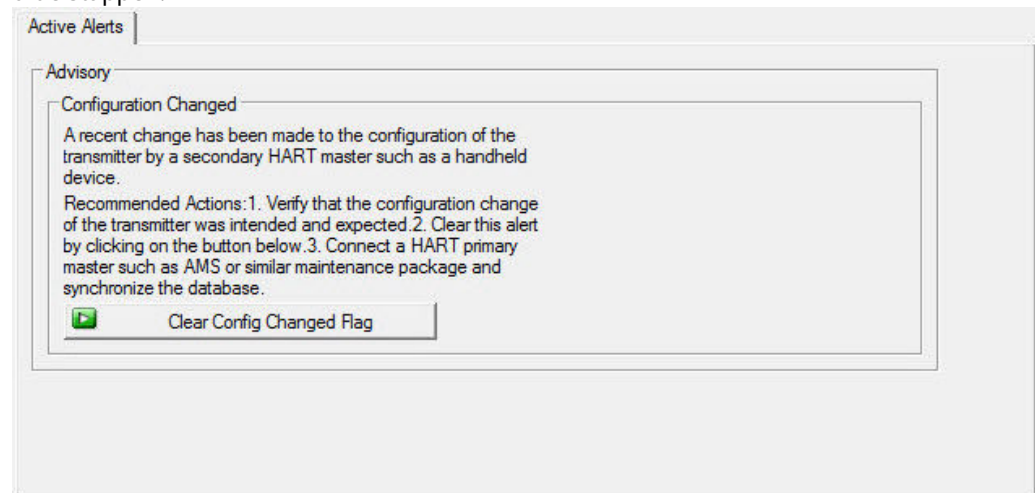 Active Alerts
Advisory
Configuration Changed
A recent change has been made to the configuration of the
transmitter by a secondary HART master such as a handheld
device.
Recommended Actions:1. Verify that the configuration change
of the transmitter was intended and expected.2. Clear this alert
by clicking on the button below.3. Connect a HART primary
master such as AMS or similar maintenance package and
synchronize the database.
Clear Config Changed Flag